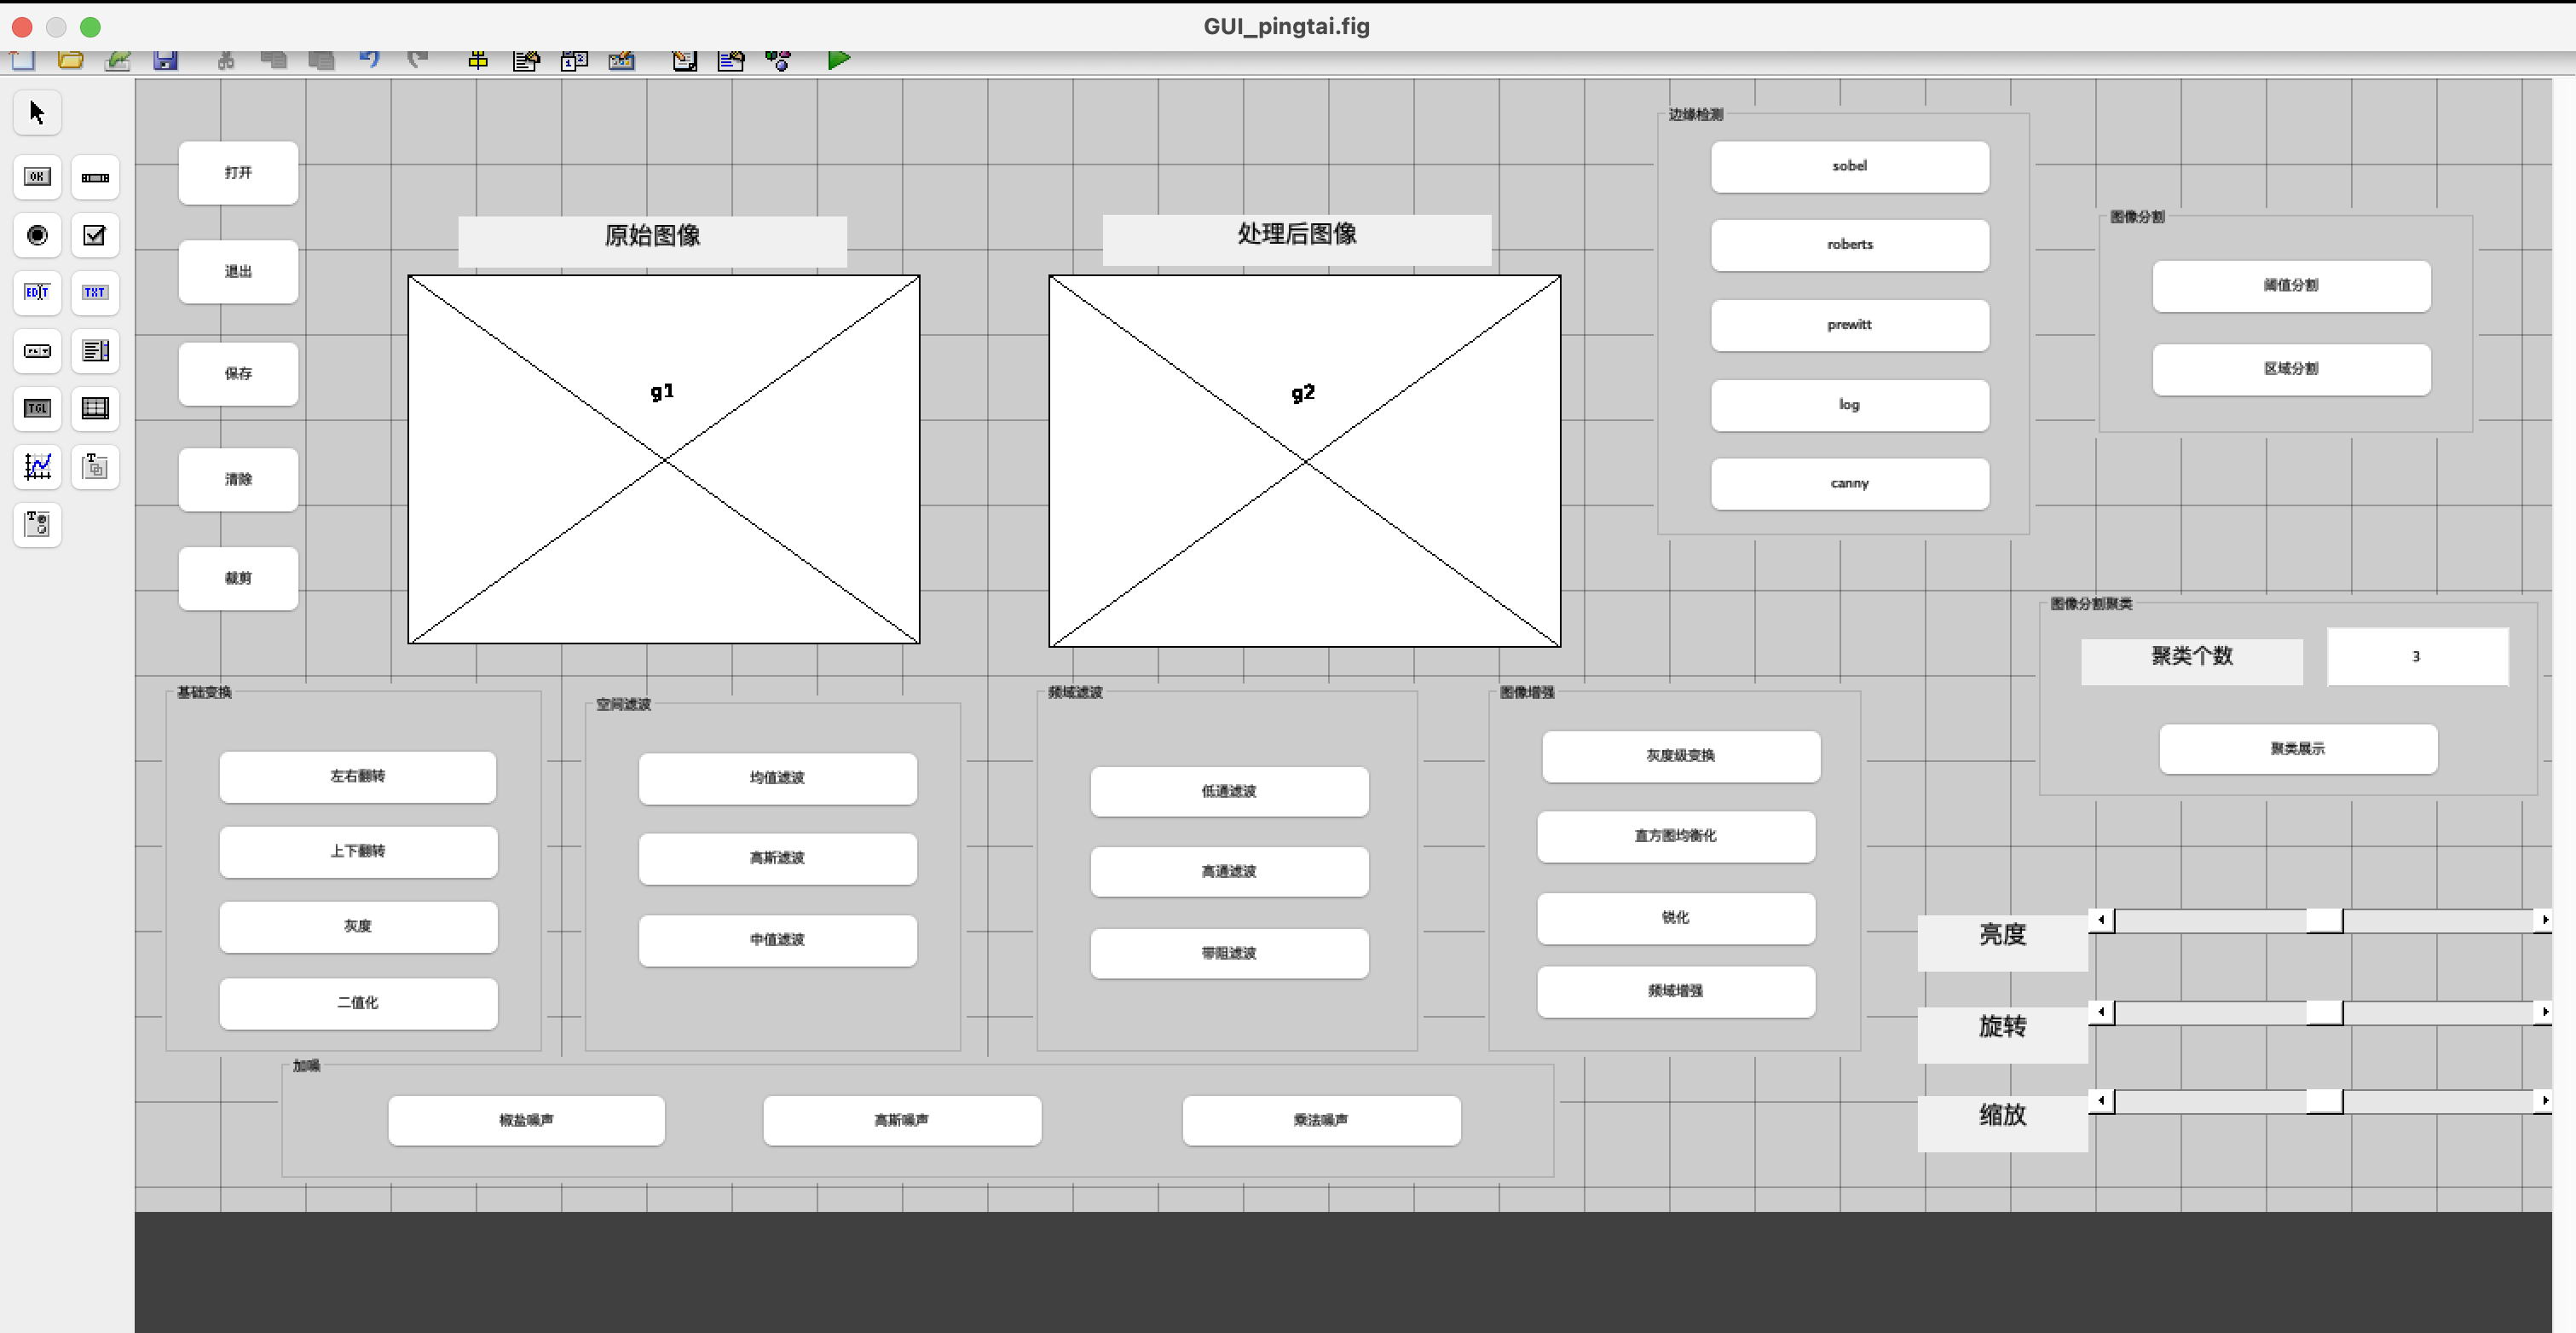 GUI_pingtai.fig
OK
EDIT
TXT
TGL
打开
退出
保存
清除
裁剪
原始图像
g1
处理后图像
g2
边缘检测
sobel
roberts
prewitt
log
canny
图像分割
阈值分割
区域分割
图像分割聚类
聚类个数
3
聚类展示
基础变换
左右翻转
上下翻转
灰度
二值化
空间滤波
均值滤波
高斯滤波
中值滤波
频域滤波
低通滤波
高通滤波
带阻滤波
图像增强
灰度级变换
直方图均衡化
锐化
频域增强
亮度
旋转
缩放
加噪
椒盐噪声
高斯噪声
乘法噪声